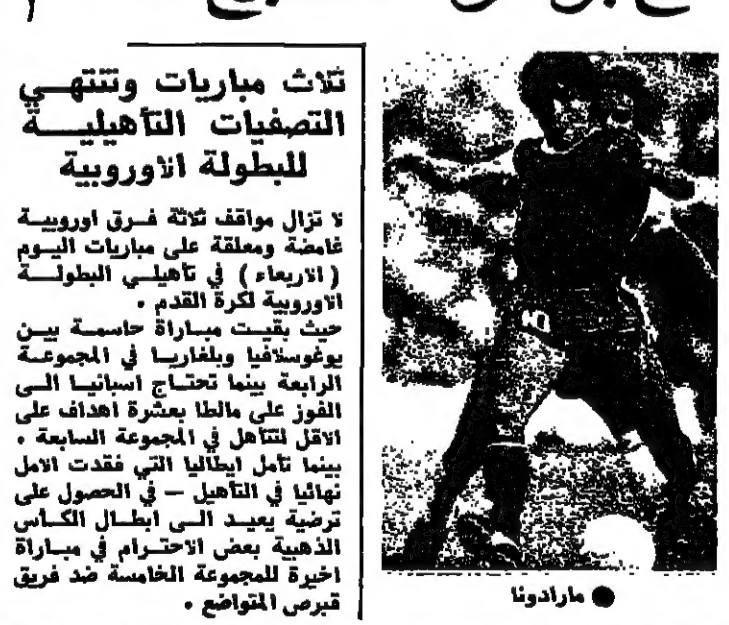 ثلاث مباريات وتنتهي
التصفيات التأهيلية
للبطولة الاوروبية
لا تزال مواقف ثلاثة فرق اوروبية
غامضة ومعلقة على مباريات اليوم
( الاربعاء ) في تأهيلي البطولة
الاوروبية لكرة القدم .
حيث بقيت مباراة حاسمة بين
يوغوسلافيا وبلغاريا في المجموعة
الرابعة بينما تحتاج اسبانيا الى
الفوز على مالطا بعشرة اهداف على
الاقل لتتأهل في المجموعة السابعة .
بينما تأمل ايطاليا التي فقدت الامل
نهائيا في التأهيل — في الحصول على
ترضية يعيد الى ابطال الكأس
الذهبية بعض الاحترام في مباراة
اخيرة للمجموعة الخامسة ضد فريق
قبرص المتواضع .
● مارادونا